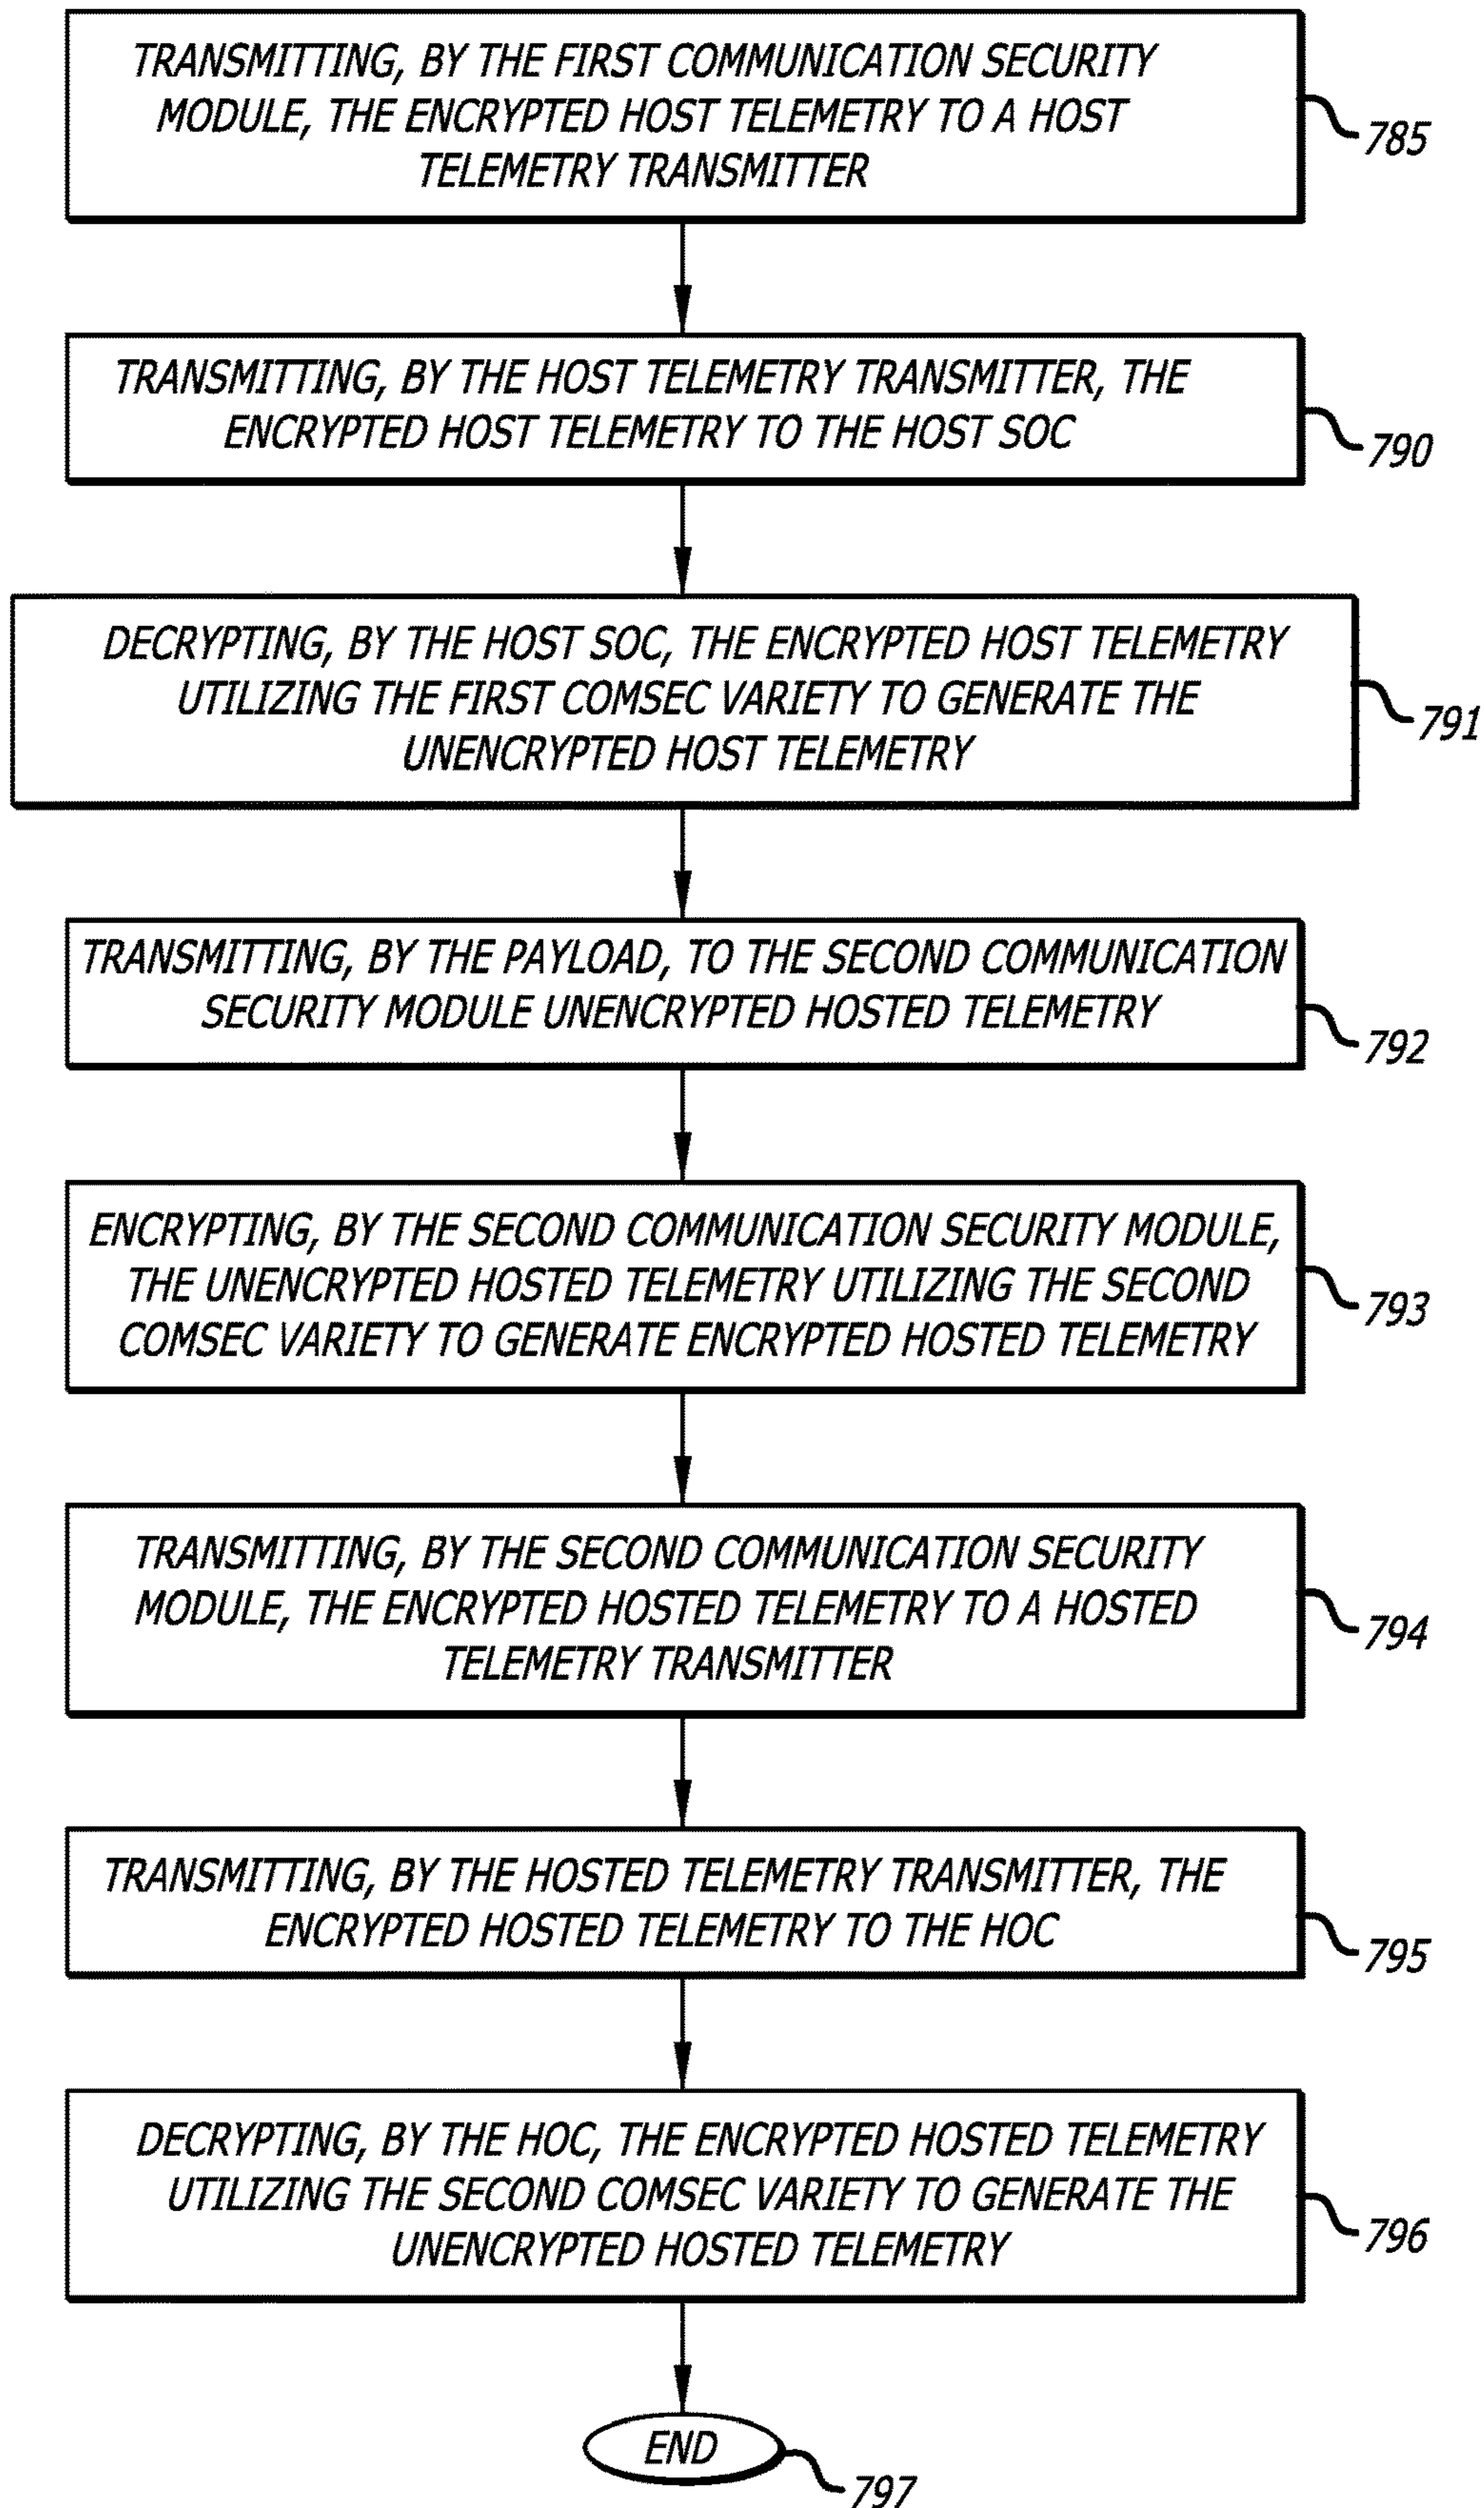 TRANSMITTING, BY THE FIRST COMMUNICATION SECURITY
MODULE, THE ENCRYPTED HOST TELEMETRY TO A HOST
TELEMETRY TRANSMITTER
785
TRANSMITTING, BY THE HOST TELEMETRY TRANSMITTER, THE
ENCRYPTED HOST TELEMETRY TO THE HOST SOC
790
DECRYPTING, BY THE HOST SOC, THE ENCRYPTED HOST TELEMETRY
UTILIZING THE FIRST COMSEC VARIETY TO GENERATE THE
UNENCRYPTED HOST TELEMETRY
791
TRANSMITTING, BY THE PAYLOAD, TO THE SECOND COMMUNICATION
SECURITY MODULE UNENCRYPTED HOSTED TELEMETRY
792
ENCRYPTING, BY THE SECOND COMMUNICATION SECURITY MODULE,
THE UNENCRYPTED HOSTED TELEMETRY UTILIZING THE SECOND
COMSEC VARIETY TO GENERATE ENCRYPTED HOSTED TELEMETRY
793
TRANSMITTING, BY THE SECOND COMMUNICATION SECURITY
MODULE, THE ENCRYPTED HOSTED TELEMETRY TO A HOSTED
TELEMETRY TRANSMITTER
794
TRANSMITTING, BY THE HOSTED TELEMETRY TRANSMITTER, THE
ENCRYPTED HOSTED TELEMETRY TO THE HOC
795
DECRYPTING, BY THE HOC, THE ENCRYPTED HOSTED TELEMETRY
UTILIZING THE SECOND COMSEC VARIETY TO GENERATE THE
UNENCRYPTED HOSTED TELEMETRY
796
END
797